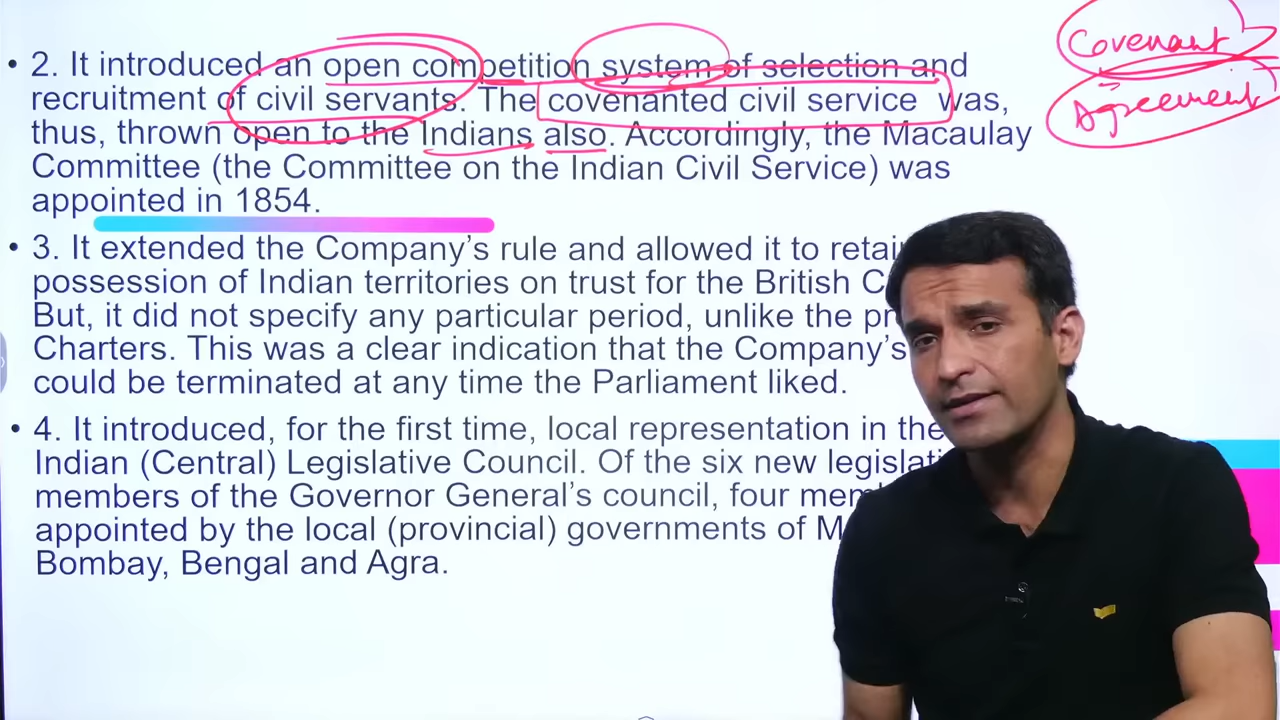 • 2. It introduced an open competition system of selection and
recruitment of civil servants. The covenanted civil service was,
thus, thrown open to the Indians also. Accordingly, the Macaulay
Committee (the Committee on the Indian Civil Service) was
appointed in 1854.
• 3. It extended the Company's rule and allowed it to
possession of Indian territories on trust for the British
But, it did not specify any particular period, unlike the
Charters. This was a clear indication that the Company's
could be terminated at any time the Parliament liked.
• 4. It introduced, for the first time, local representation in the
Indian (Central) Legislative Council. Of the six new
members of the Governor General's council, four
appointed by the local (provincial) governments of
Bombay, Bengal and Agra.
Covenant
Agreement